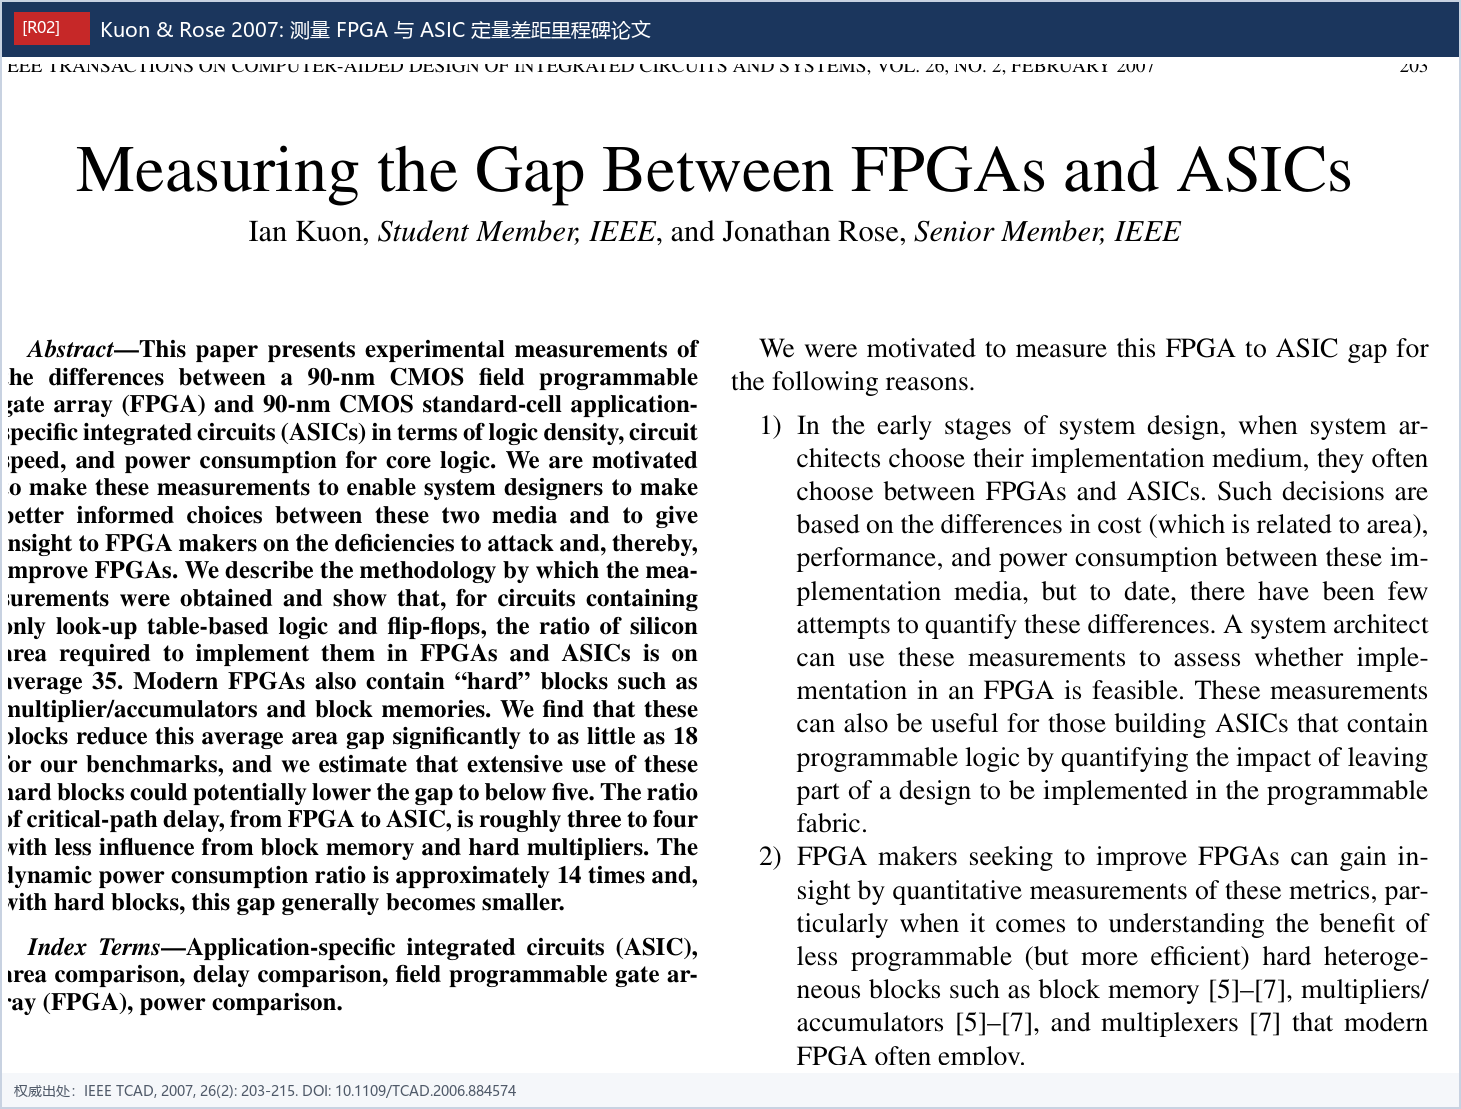 [R02] Kuon & Rose 2007: 测量 FPGA 与 ASIC 定量差距里程碑论文
EEE TRANSACTIONS ON COMPUTER-AIDED DESIGN OF INTEGRATED CIRCUITS AND SYSTEMS, VOL. 26, NO. 2, FEBRUARY 2007 203
Measuring the Gap Between FPGAs and ASICs
Ian Kuon, Student Member, IEEE, and Jonathan Rose, Senior Member, IEEE
Abstract—This paper presents experimental measurements of
he differences between a 90-nm CMOS field programmable
gate array (FPGA) and 90-nm CMOS standard-cell application-
specific integrated circuits (ASICs) in terms of logic density, circuit
speed, and power consumption for core logic. We are motivated
o make these measurements to enable system designers to make
better informed choices between these two media and to give
nsight to FPGA makers on the deficiencies to attack and, thereby,
mprove FPGAs. We describe the methodology by which the mea-
surements were obtained and show that, for circuits containing
only look-up table-based logic and flip-flops, the ratio of silicon
area required to implement them in FPGAs and ASICs is on
average 35. Modern FPGAs also contain “hard” blocks such as
multiplier/accumulators and block memories. We find that these
blocks reduce this average area gap significantly to as little as 18
for our benchmarks, and we estimate that extensive use of these
hard blocks could potentially lower the gap to below five. The ratio
of critical-path delay, from FPGA to ASIC, is roughly three to four
with less influence from block memory and hard multipliers. The
dynamic power consumption ratio is approximately 14 times and,
with hard blocks, this gap generally becomes smaller.
Index Terms—Application-specific integrated circuits (ASIC),
area comparison, delay comparison, field programmable gate ar-
ray (FPGA), power comparison.
We were motivated to measure this FPGA to ASIC gap for
the following reasons.
1) In the early stages of system design, when system ar-
chitects choose their implementation medium, they often
choose between FPGAs and ASICs. Such decisions are
based on the differences in cost (which is related to area),
performance, and power consumption between these im-
plementation media, but to date, there have been few
attempts to quantify these differences. A system architect
can use these measurements to assess whether imple-
mentation in an FPGA is feasible. These measurements
can also be useful for those building ASICs that contain
programmable logic by quantifying the impact of leaving
part of a design to be implemented in the programmable
fabric.
2) FPGA makers seeking to improve FPGAs can gain in-
sight by quantitative measurements of these metrics, par-
ticularly when it comes to understanding the benefit of
less programmable (but more efficient) hard heteroge-
neous blocks such as block memory [5]–[7], multipliers/
accumulators [5]–[7], and multiplexers [7] that modern
FPGA often employ.
权威出处：IEEE TCAD, 2007, 26(2): 203-215. DOI: 10.1109/TCAD.2006.884574